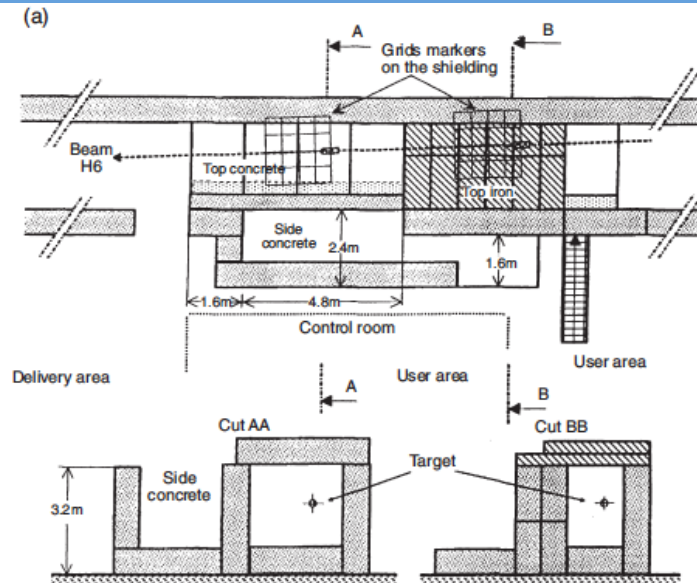 (a)
A
B
Grids markers
on the shielding
Beam
H6
Top concrete
Top iron
Side
concrete
2.4m
1.6m
1.6m
4.8m
Control room
User area
Delivery area
A
User area
B
Cut AA
Cut BB
Side
concrete
Target
3.2m